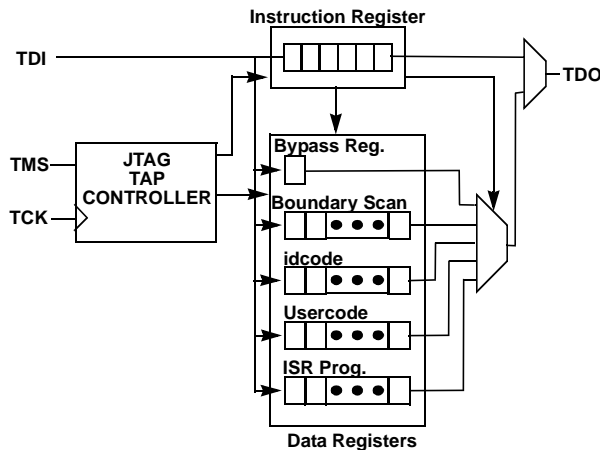 Instruction Register
TDI
TDO
Bypass Reg.
JTAG
TAP
CONTROLLER
TMS
TCK
Boundary Scan
idcode
Usercode
ISR Prog.
Data Registers